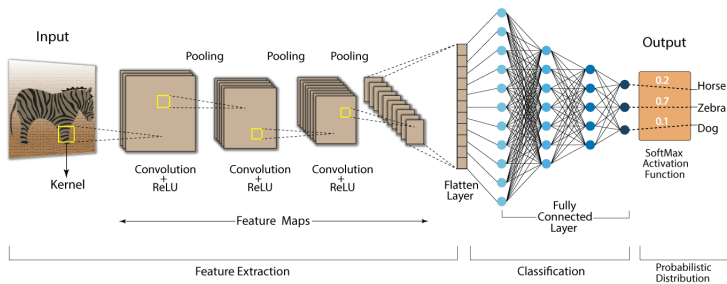 Input
Pooling
Pooling
Pooling
Output
0.2
Horse
0.7
Zebra
0.1
Dog
SoftMax
Activation
Function
Kernel
Convolution
+
ReLU
Convolution
+
ReLU
Convolution
+
ReLU
Flatten
Layer
Fully
Connected
Layer
Feature Maps
Feature Extraction
Classification
Probabilistic
Distribution